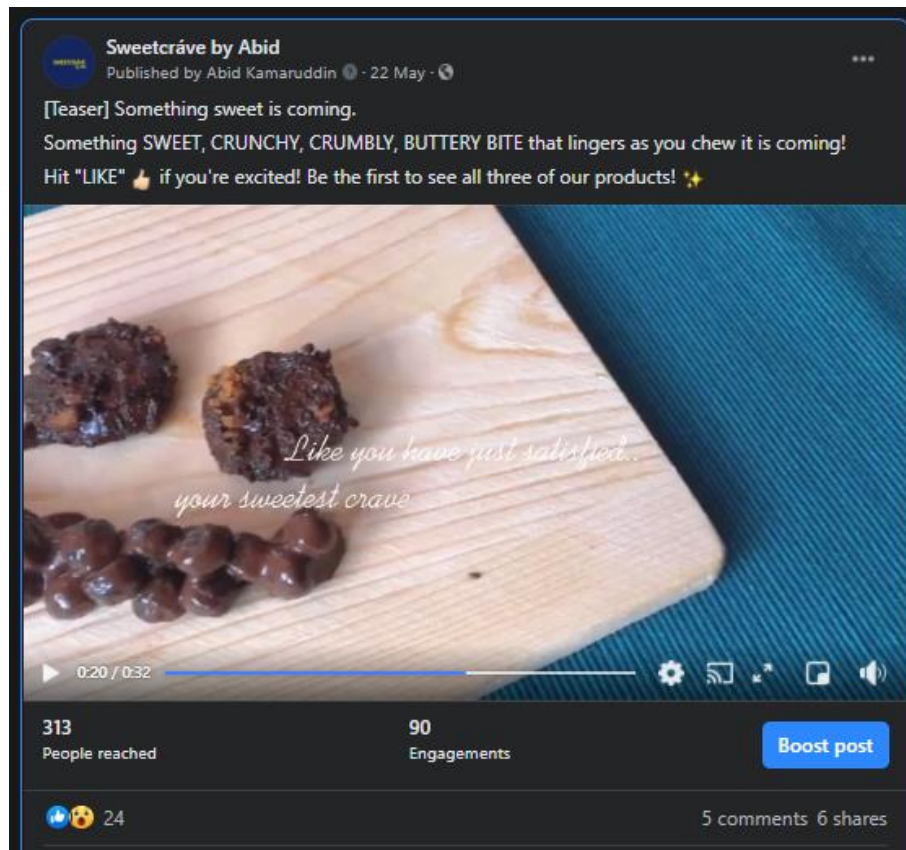 Sweetcráve by Abid
Published by Abid Kamaruddin · 22 May ·
[Teaser] Something sweet is coming.
Something SWEET, CRUNCHY, CRUMBLY, BUTTERY BITE that lingers as you chew it is coming!
Hit "LIKE" 👍🏻 if you're excited! Be the first to see all three of our products! ✨
Like you have just satisfied..
your sweetest crave
0:20 / 0:32
313
People reached
90
Engagements
Boost post
24
5 comments 6 shares